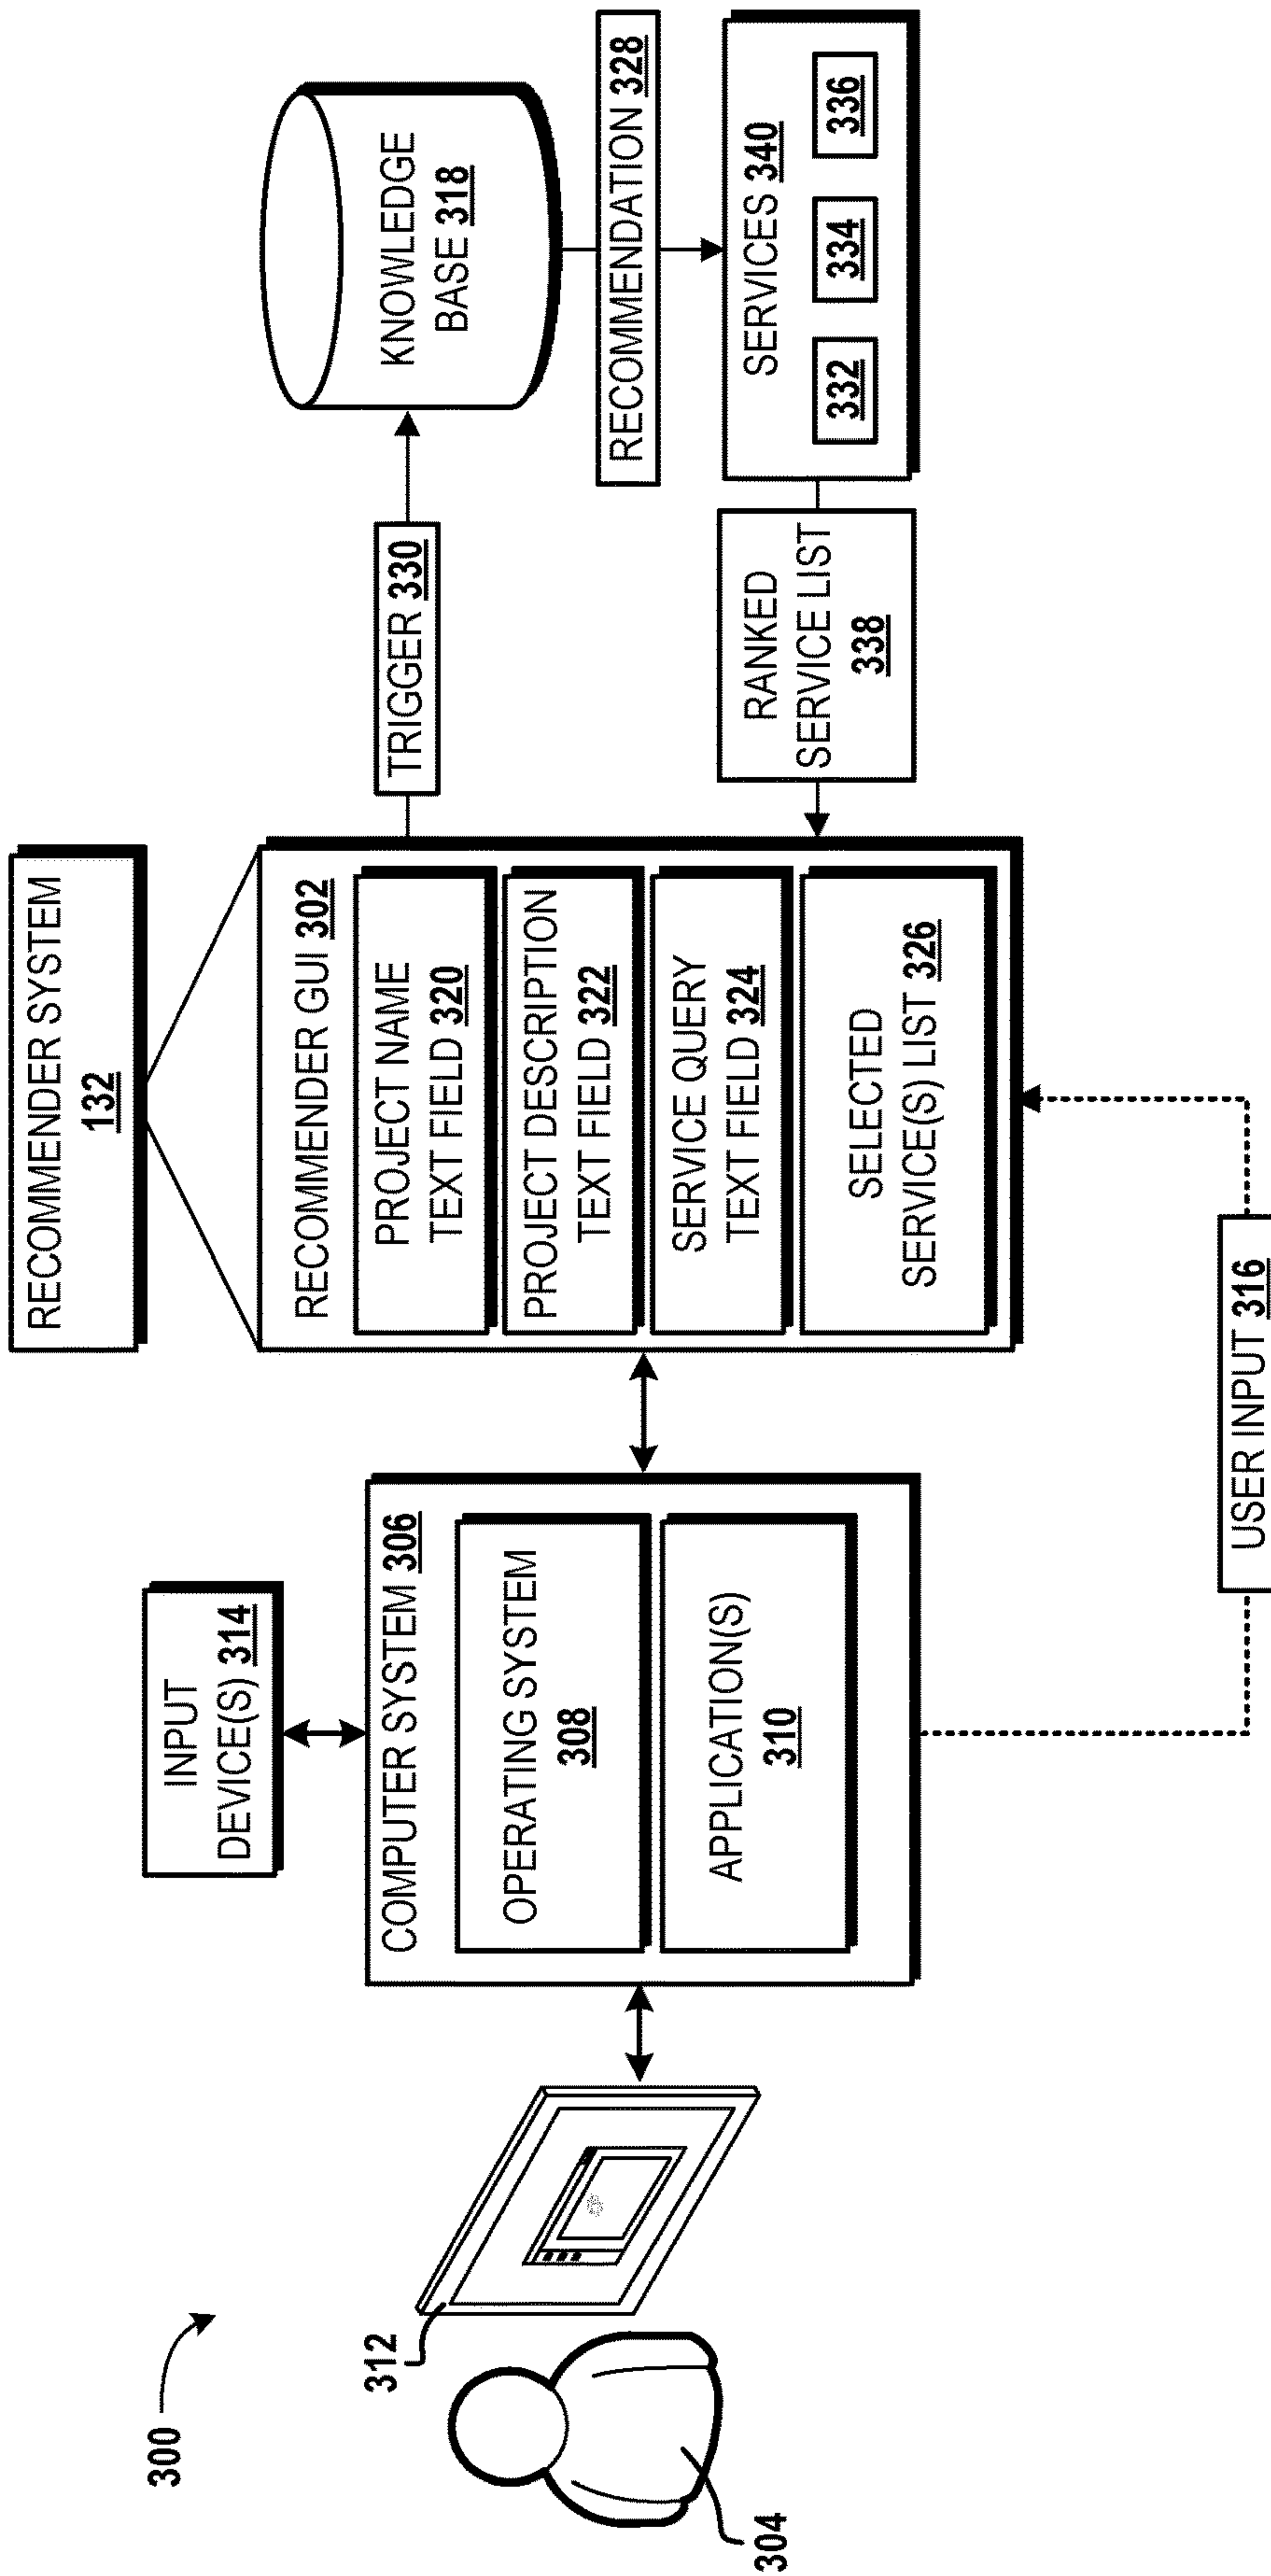 300
304
312
INPUT
DEVICE(S) 314
COMPUTER SYSTEM 306
OPERATING SYSTEM
308
APPLICATION(S)
310
USER INPUT 316
RECOMMENDER SYSTEM
132
RECOMMENDER GUI 302
PROJECT NAME
TEXT FIELD 320
PROJECT DESCRIPTION
TEXT FIELD 322
SERVICE QUERY
TEXT FIELD 324
SELECTED
SERVICE(S) LIST 326
TRIGGER 330
KNOWLEDGE
BASE 318
RECOMMENDATION 328
SERVICES 340
332
334
336
RANKED
SERVICE LIST
338